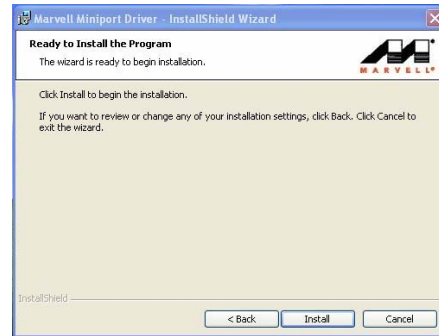 Marvell Miniport Driver - InstallShield Wizard
Ready to Install the Program
The wizard is ready to begin installation.
MARVELL®
Click Install to begin the installation.
If you want to review or change any of your installation settings, click Back. Click Cancel to
exit the wizard.
InstallShield
< Back
Install
Cancel